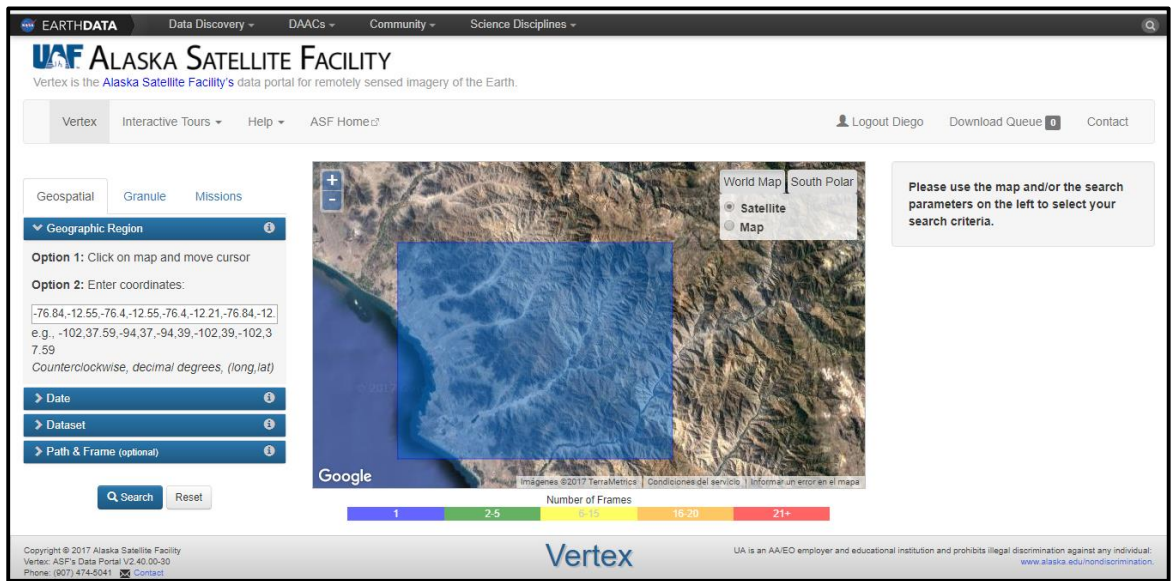 EARTHDATA Data Discovery DAACs Community Science Disciplines
UAF ALASKA SATELLITE FACILITY
Vertex is the Alaska Satellite Facility's data portal for remotely sensed imagery of the Earth.
Vertex Interactive Tours Help ASF Home Logout Diego Download Queue 0 Contact
Geospatial Granule Missions
Geographic Region
Option 1: Click on map and move cursor
Option 2: Enter coordinates:
-76.84,-12.55,-76.4,-12.55,-76.4,-12.21,-76.84,-12.
e.g., -102,37.59,-94,37,-94,39,-102,39,-102,3
7.59
Counterclockwise, decimal degrees, (long,lat)
Date
Dataset
Path & Frame (optional)
Search Reset
+
-
World Map South Polar
Satellite
Map
© 2017
Google
Imágenes ©2017 TerraMetrics Condiciones del servicio Informar un error en el mapa
Number of Frames
1 2-5 6-15 16-20 21+
Please use the map and/or the search
parameters on the left to select your
search criteria.
Copyright © 2017 Alaska Satellite Facility
Vertex: ASF's Data Portal V2.40.00-30
Phone: (907) 474-5041 Contact
Vertex
UA is an AA/EO employer and educational institution and prohibits illegal discrimination against any individual:
www.alaska.edu/nondiscrimination.